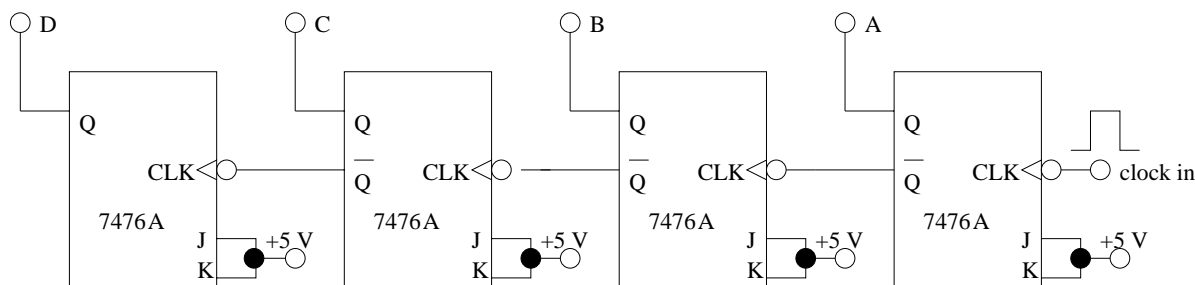 D C B A
Q Q Q Q
CLK Q CLK Q CLK Q CLK clock in
7476A 7476A 7476A 7476A
J +5 V J +5 V J +5 V J +5 V
K K K K